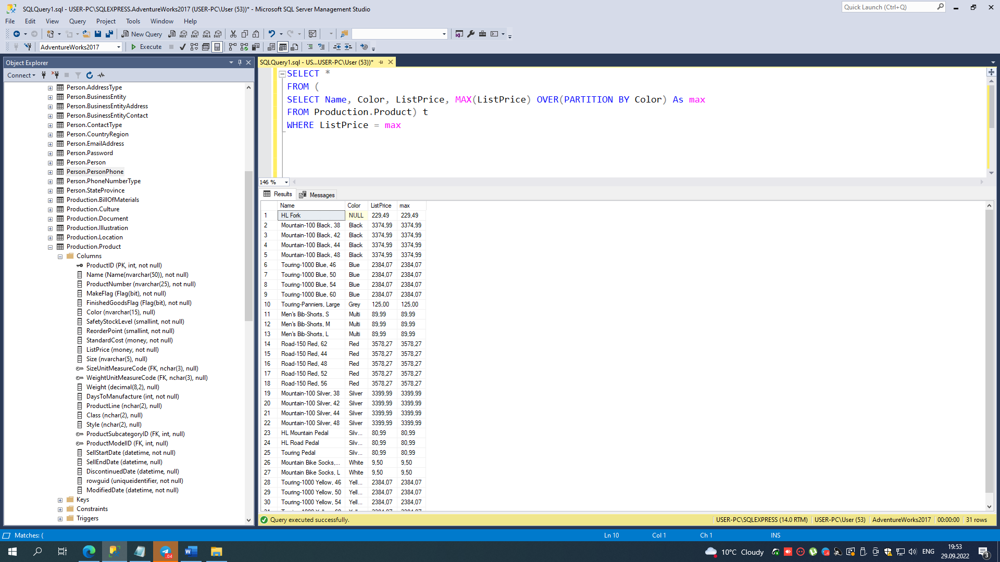 SQLQuery1.sql - USER-PC\SQLEXPRESS.AdventureWorks2017 (USER-PC\User (53))* - Microsoft SQL Server Management Studio
Quick Launch (Ctrl+Q)
File Edit View Query Project Tools Window Help
New Query
MDX DMX XMLA DAX
AdventureWorks2017
Execute
Object Explorer
Connect
Person.AddressType
Person.BusinessEntity
Person.BusinessEntityAddress
Person.BusinessEntityContact
Person.ContactType
Person.CountryRegion
Person.EmailAddress
Person.Password
Person.Person
Person.PersonPhone
Person.PhoneNumberType
Person.StateProvince
Production.BillOfMaterials
Production.Culture
Production.Document
Production.Illustration
Production.Location
Production.Product
Columns
ProductID (PK, int, not null)
Name (Name(nvarchar(50)), not null)
ProductNumber (nvarchar(25), not null)
MakeFlag (Flag(bit), not null)
FinishedGoodsFlag (Flag(bit), not null)
Color (nvarchar(15), null)
SafetyStockLevel (smallint, not null)
ReorderPoint (smallint, not null)
StandardCost (money, not null)
ListPrice (money, not null)
Size (nvarchar(5), null)
SizeUnitMeasureCode (FK, nchar(3), null)
WeightUnitMeasureCode (FK, nchar(3), null)
Weight (decimal(8,2), null)
DaysToManufacture (int, not null)
ProductLine (nchar(2), null)
Class (nchar(2), null)
Style (nchar(2), null)
ProductSubcategoryID (FK, int, null)
ProductModelID (FK, int, null)
SellStartDate (datetime, not null)
SellEndDate (datetime, null)
DiscontinuedDate (datetime, null)
rowguid (uniqueidentifier, not null)
ModifiedDate (datetime, not null)
Keys
Constraints
Triggers
SQLQuery1.sql - US...USER-PC\User (53))*
SELECT *
FROM (
SELECT Name, Color, ListPrice, MAX(ListPrice) OVER(PARTITION BY Color) As max
FROM Production.Product) t
WHERE ListPrice = max
146 %
Results Messages
Name Color ListPrice max
1 HL Fork NULL 229,49 229,49
2 Mountain-100 Black, 38 Black 3374,99 3374,99
3 Mountain-100 Black, 42 Black 3374,99 3374,99
4 Mountain-100 Black, 44 Black 3374,99 3374,99
5 Mountain-100 Black, 48 Black 3374,99 3374,99
6 Touring-1000 Blue, 46 Blue 2384,07 2384,07
7 Touring-1000 Blue, 50 Blue 2384,07 2384,07
8 Touring-1000 Blue, 54 Blue 2384,07 2384,07
9 Touring-1000 Blue, 60 Blue 2384,07 2384,07
10 Touring-Panniers, Large Grey 125,00 125,00
11 Men's Bib-Shorts, S Multi 89,99 89,99
12 Men's Bib-Shorts, M Multi 89,99 89,99
13 Men's Bib-Shorts, L Multi 89,99 89,99
14 Road-150 Red, 62 Red 3578,27 3578,27
15 Road-150 Red, 44 Red 3578,27 3578,27
16 Road-150 Red, 48 Red 3578,27 3578,27
17 Road-150 Red, 52 Red 3578,27 3578,27
18 Road-150 Red, 56 Red 3578,27 3578,27
19 Mountain-100 Silver, 38 Silver 3399,99 3399,99
20 Mountain-100 Silver, 42 Silver 3399,99 3399,99
21 Mountain-100 Silver, 44 Silver 3399,99 3399,99
22 Mountain-100 Silver, 48 Silver 3399,99 3399,99
23 HL Mountain Pedal Silv... 80,99 80,99
24 HL Road Pedal Silv... 80,99 80,99
25 Touring Pedal Silv... 80,99 80,99
26 Mountain Bike Socks,... White 9,50 9,50
27 Mountain Bike Socks, L White 9,50 9,50
28 Touring-1000 Yellow, 46 Yell... 2384,07 2384,07
29 Touring-1000 Yellow, 50 Yell... 2384,07 2384,07
30 Touring-1000 Yellow, 54 Yell... 2384,07 2384,07
Query executed successfully.
USER-PC\SQLEXPRESS (14.0 RTM) USER-PC\User (53) AdventureWorks2017 00:00:00 31 rows
Matches: (
Ln 10 Col 1 Ch 1 INS
10°C Cloudy
ENG
19:53
29.09.2022
3